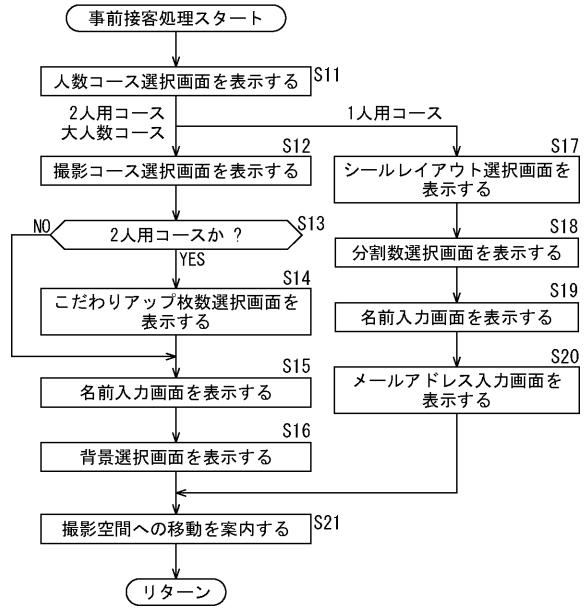 事前接客処理スタート
人数コース選択画面を表示する
S11
2人用コース
大人数コース
1人用コース
S12
撮影コース選択画面を表示する
S13
2人用コースか ?
NO
YES
S14
こだわりアップ枚数選択画面を
表示する
S15
名前入力画面を表示する
S16
背景選択画面を表示する
S17
シールレイアウト選択画面を
表示する
S18
分割数選択画面を表示する
S19
名前入力画面を表示する
S20
メールアドレス入力画面を
表示する
撮影空間への移動を案内する
S21
リターン